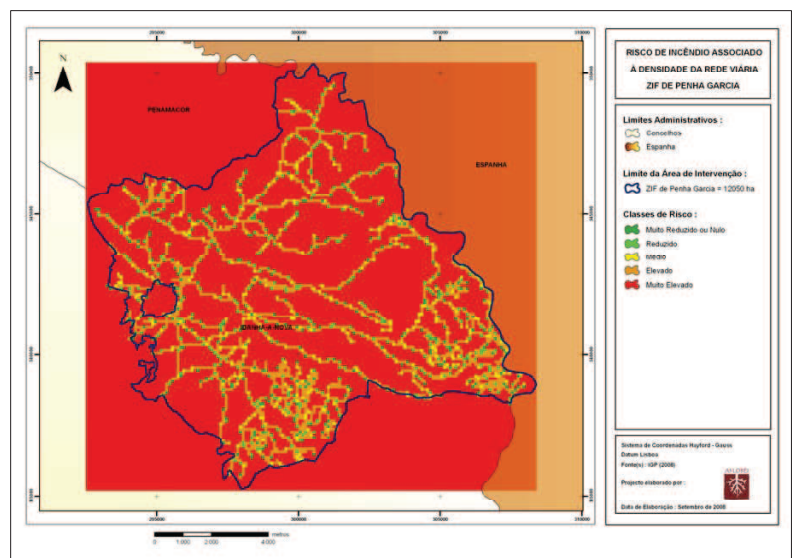 RISCO DE INCÊNDIO ASSOCIADO
À DENSIDADE DA REDE VIÁRIA
ZIF DE PENHA GARCIA
Limites Administrativos :
Concelhos
Espanha
Limite da Área de Intervenção :
ZIF de Penha Garcia = 12050 ha
Classes de Risco :
Muito Reduzido ou Nulo
Reduzido
Médio
Elevado
Muito Elevado
Sistema de Coordenadas Hayford - Gauss
Datum Lisboa
Fonte(s) : IGP (2008)
Projecto elaborado por :
Data de Elaboração : Setembro de 2008
N
PENAMACOR
ESPANHA
IDANHA-A-NOVA
0 1 000 2 000 4 000
metros